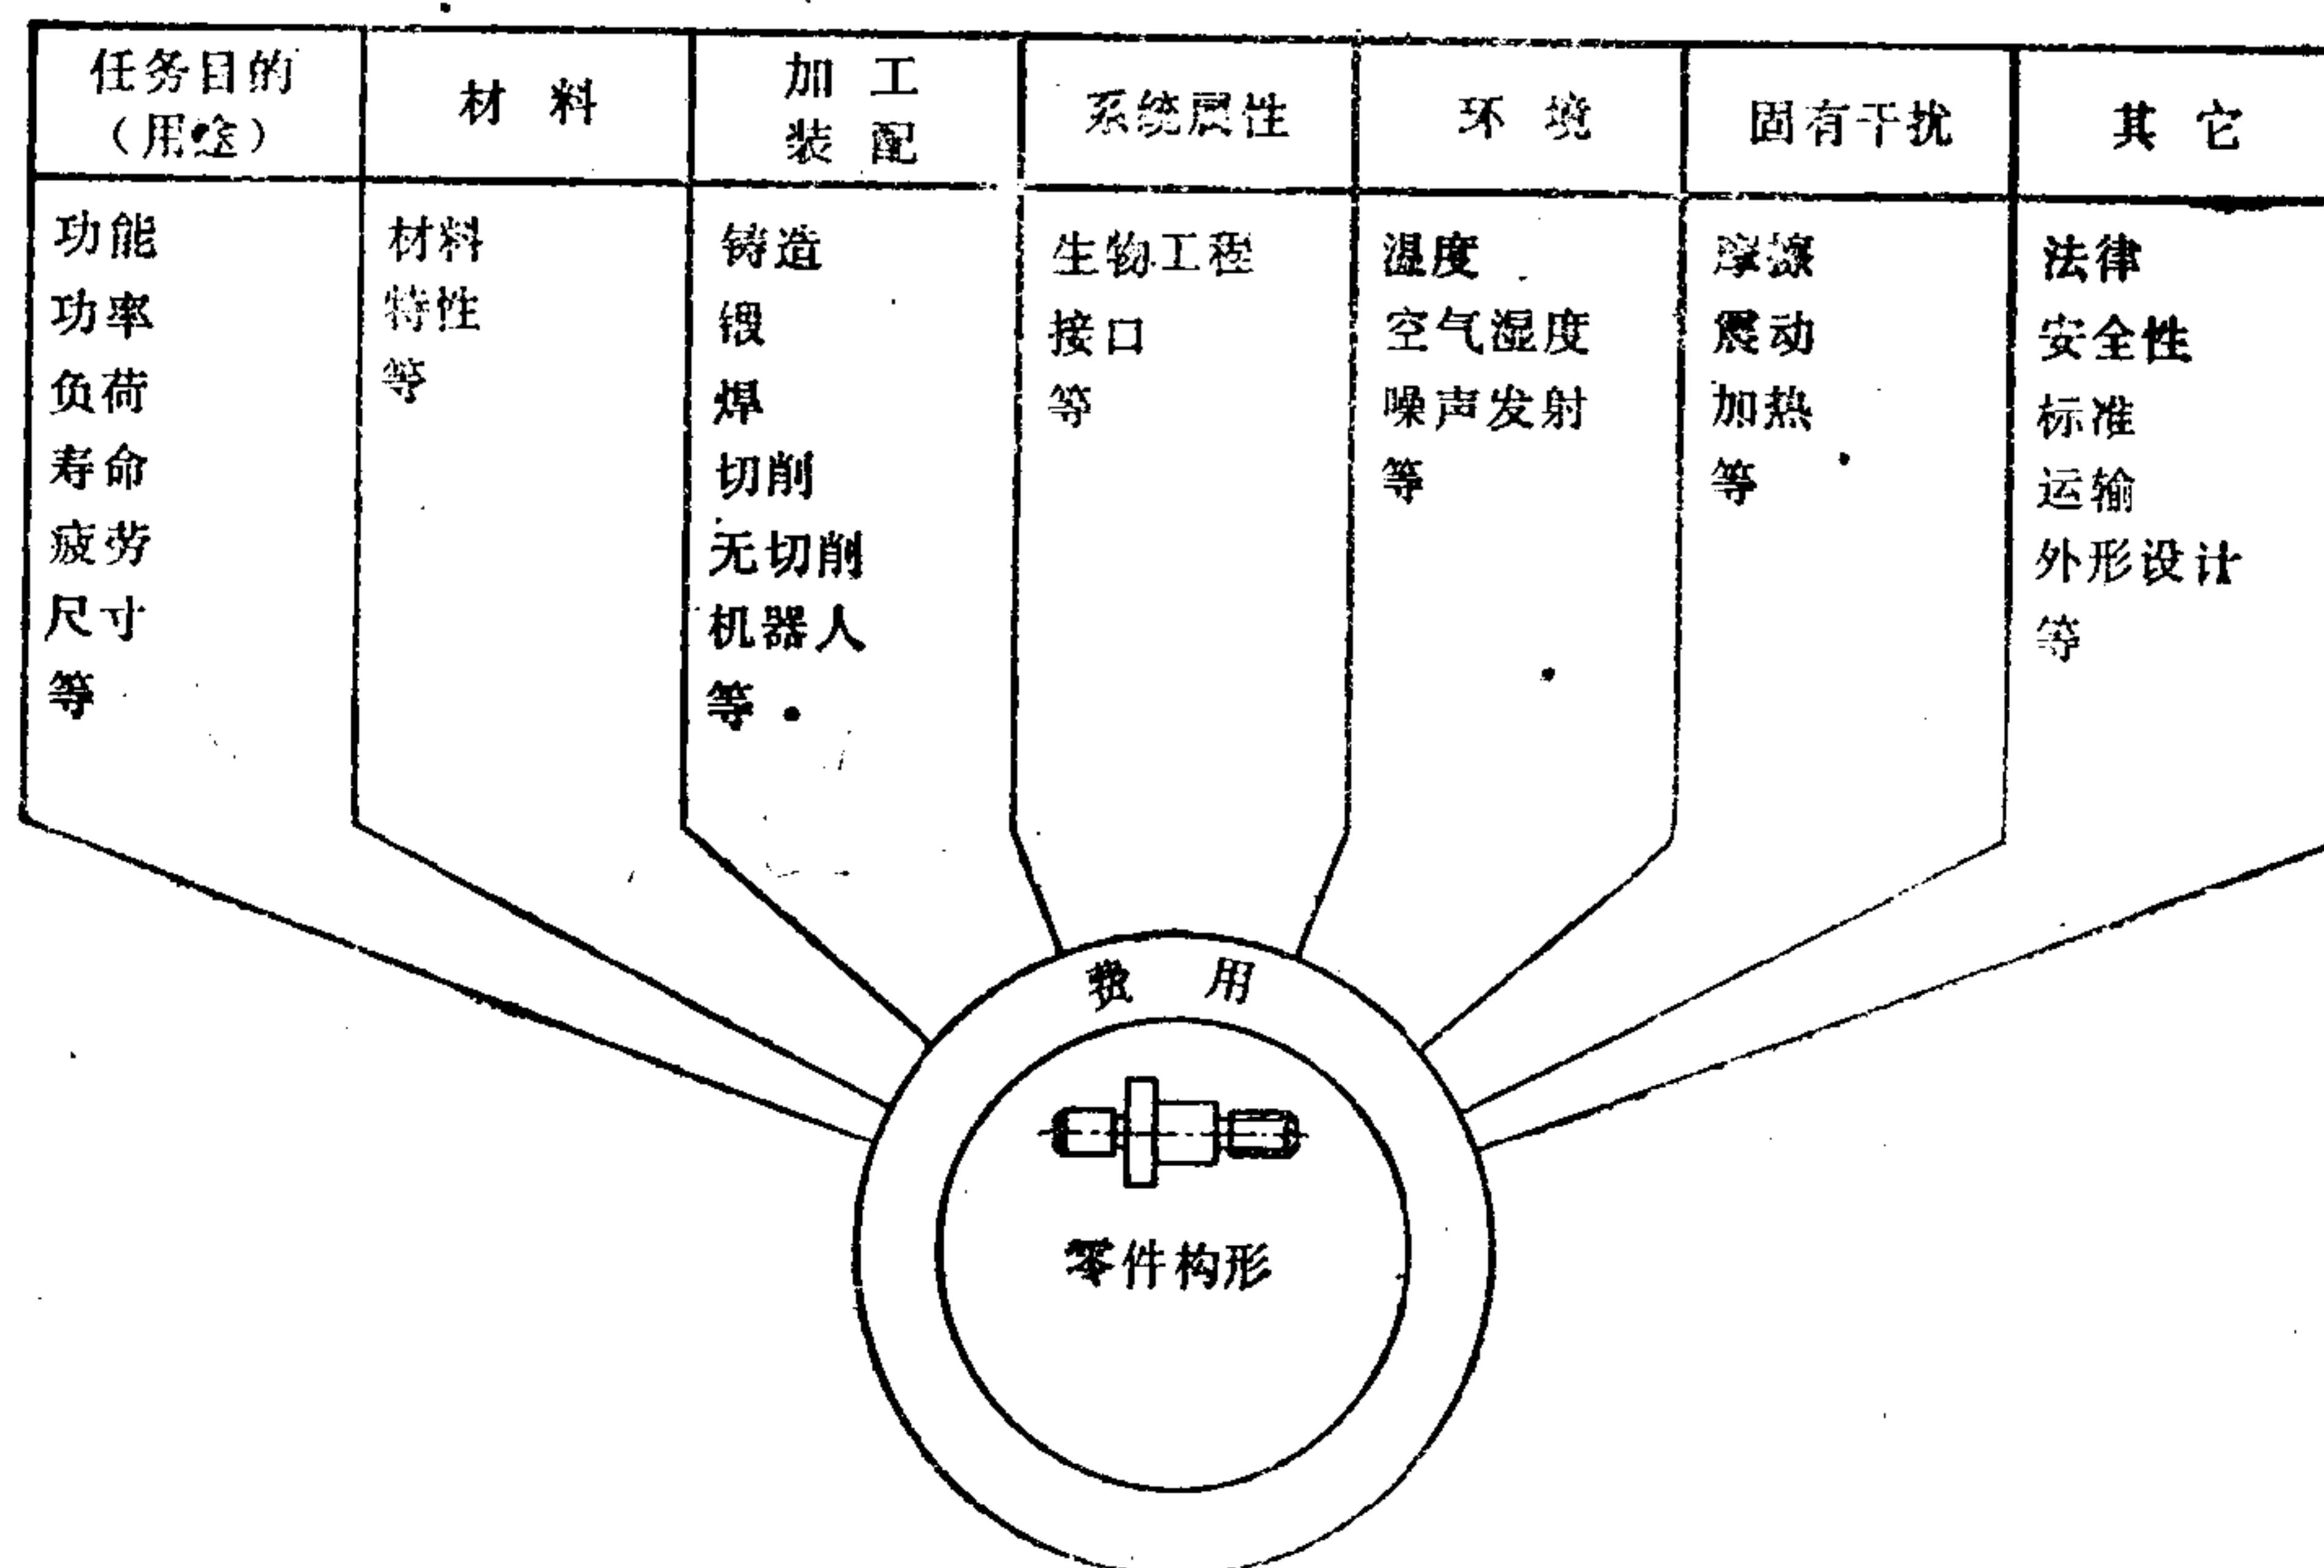 任务目的
（用途）
材 料
加 工
装 配
系统属性
环 境
固有干扰
其 它
功能
功率
负荷
寿命
疲劳
尺寸
等
材料
特性
等
铸造
锻
焊
切削
无切削
机器人
等
生物工程
接口
等
温度
空气湿度
噪声发射
等
摩擦
震动
加热
等
法律
安全性
标准
运输
外形设计
等
费 用
零件构形